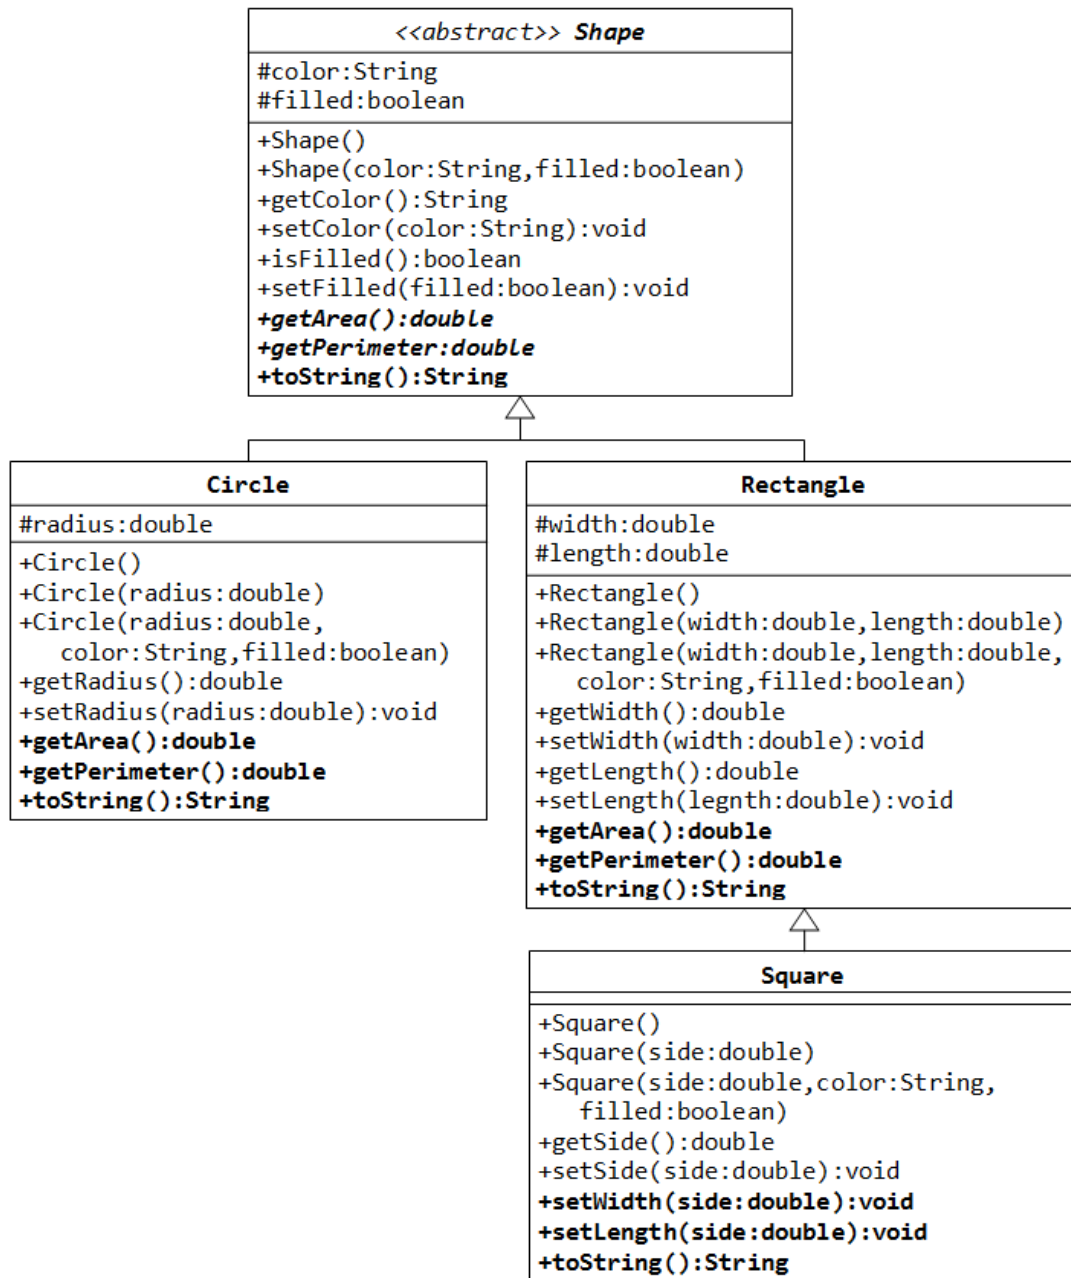 <<abstract>> Shape
#color:String
#filled:boolean
+Shape()
+Shape(color:String,filled:boolean)
+getColor():String
+setColor(color:String):void
+isFilled():boolean
+setFilled(filled:boolean):void
+getArea():double
+getPerimeter:double
+toString():String
Circle
#radius:double
+Circle()
+Circle(radius:double)
+Circle(radius:double,
color:String,filled:boolean)
+getRadius():double
+setRadius(radius:double):void
+getArea():double
+getPerimeter():double
+toString():String
Rectangle
#width:double
#length:double
+Rectangle()
+Rectangle(width:double,length:double)
+Rectangle(width:double,length:double,
color:String,filled:boolean)
+getWidth():double
+setWidth(width:double):void
+getLength():double
+setLength(legnth:double):void
+getArea():double
+getPerimeter():double
+toString():String
Square
+Square()
+Square(side:double)
+Square(side:double,color:String,
filled:boolean)
+getSide():double
+setSide(side:double):void
+setWidth(side:double):void
+setLength(side:double):void
+toString():String